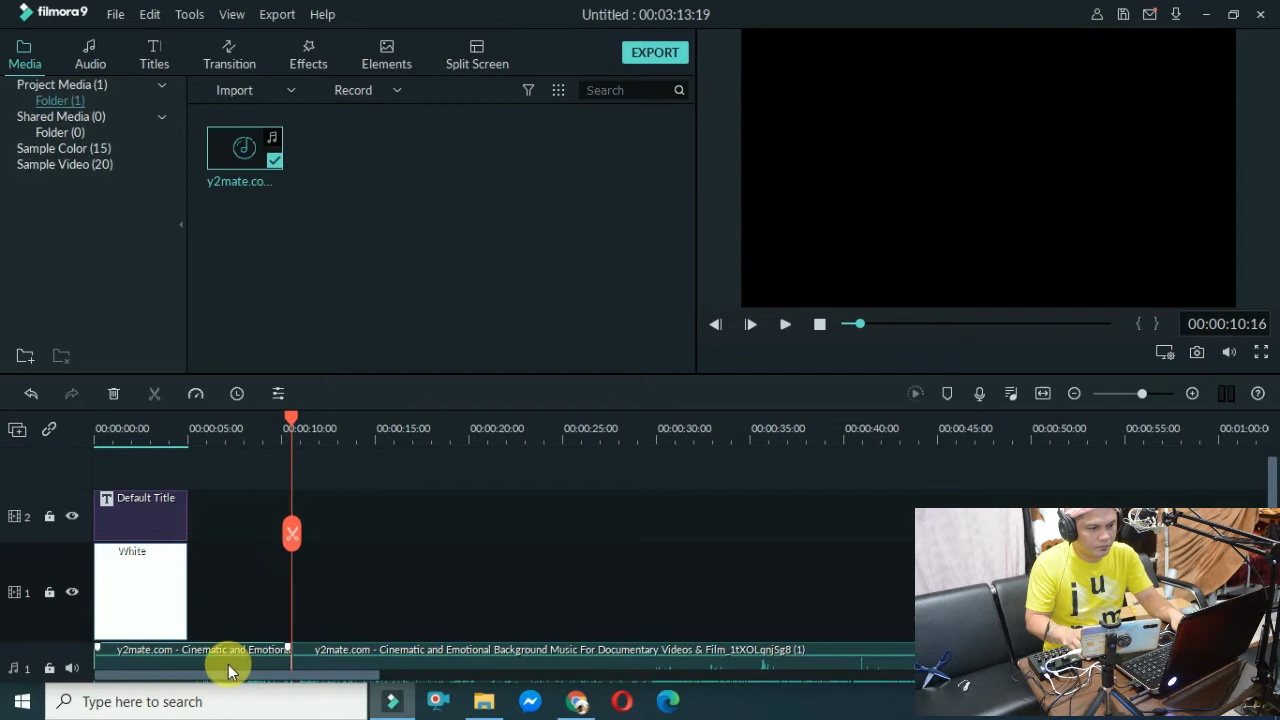 filmora9 File Edit Tools View Export Help Untitled : 00:03:13:19
Media Audio Titles Transition Effects Elements Split Screen EXPORT
Project Media (1)
Folder (1)
Shared Media (0)
Folder (0)
Sample Color (15)
Sample Video (20)
Import Record Search
y2mate.co...
00:00:10:16
00:00:00:00 00:00:05:00 00:00:10:00 00:00:15:00 00:00:20:00 00:00:25:00 00:00:30:00 00:00:35:00 00:00:40:00 00:00:45:00 00:00:50:00 00:00:55:00 00:01:00:0
2 T Default Title
1 White
y2mate.com - Cinematic and Emotiona y2mate.com - Cinematic and Emotional Background Music For Documentary Videos & Film_1tXOLqnj5g8 (1)
1
Type here to search
j u
m